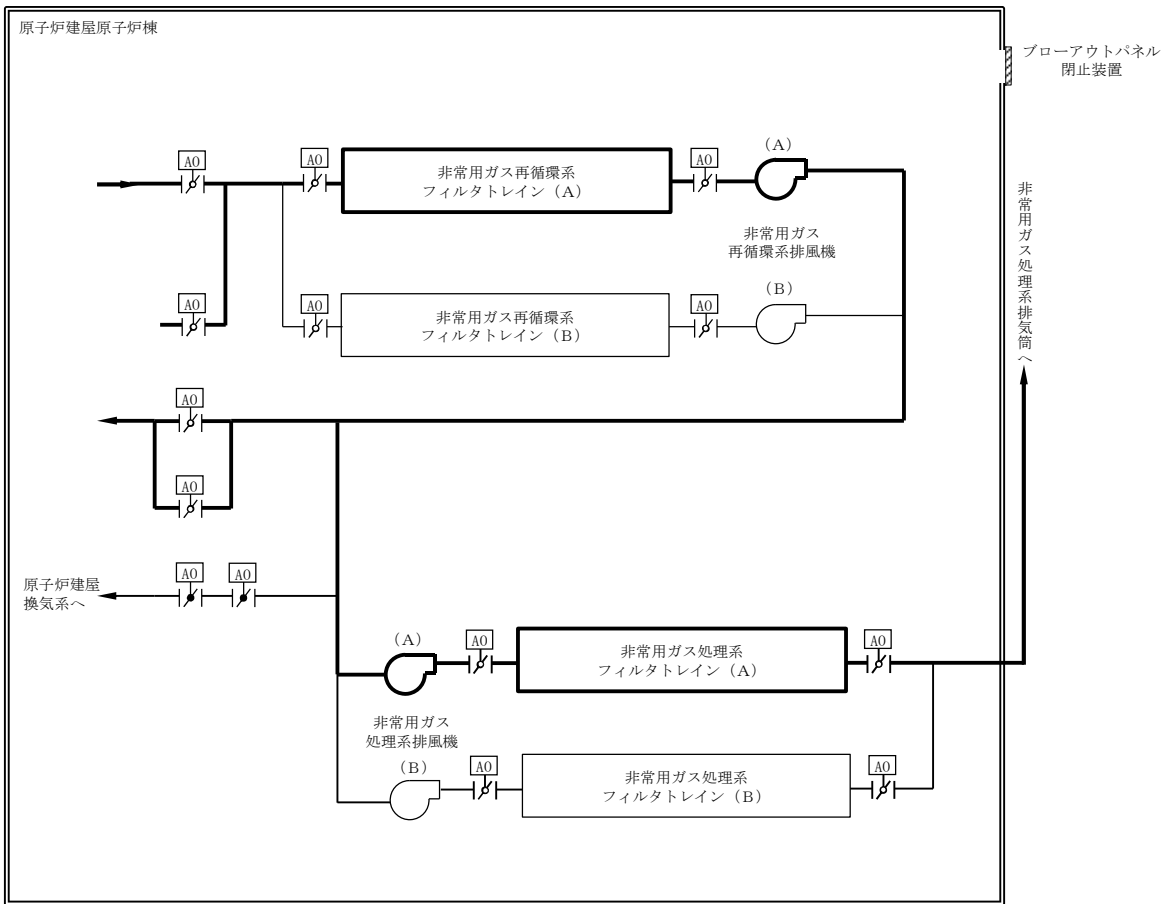 原子炉建屋原子炉棟
ブローアウトパネル
閉止装置
AO
AO
非常用ガス再循環系
フィルタトレイン（A）
AO
（A）
非常用ガス
再循環系排風機
AO
AO
非常用ガス再循環系
フィルタトレイン（B）
AO
（B）
非常用ガス処理系排気筒へ
AO
AO
原子炉建屋
換気系へ
AO
AO
（A）
AO
非常用ガス処理系
フィルタトレイン（A）
AO
非常用ガス
処理系排風機
（B）
AO
非常用ガス処理系
フィルタトレイン（B）
AO